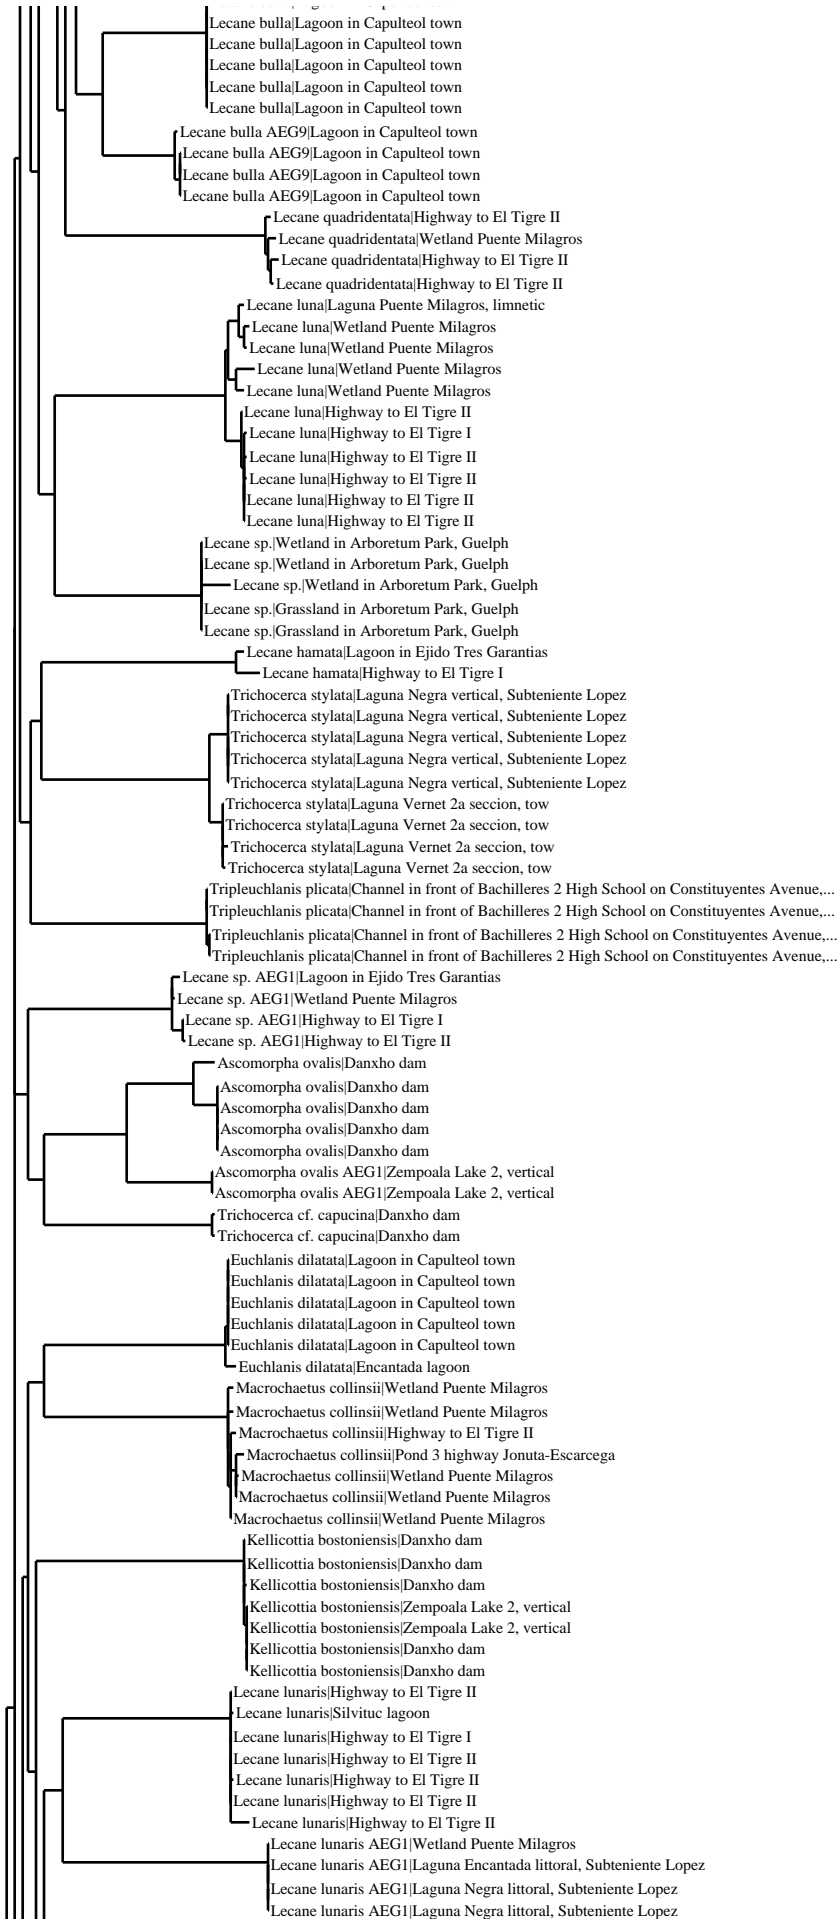 Lecane bulla|Lagoon in Capulteol town
Lecane bulla|Lagoon in Capulteol town
Lecane bulla|Lagoon in Capulteol town
Lecane bulla|Lagoon in Capulteol town
Lecane bulla|Lagoon in Capulteol town
Lecane bulla AEG9|Lagoon in Capulteol town
Lecane bulla AEG9|Lagoon in Capulteol town
Lecane bulla AEG9|Lagoon in Capulteol town
Lecane bulla AEG9|Lagoon in Capulteol town
Lecane quadridentata|Highway to El Tigre II
Lecane quadridentata|Wetland Puente Milagros
Lecane quadridentata|Highway to El Tigre II
Lecane quadridentata|Highway to El Tigre II
Lecane luna|Laguna Puente Milagros, limnetic
Lecane luna|Wetland Puente Milagros
Lecane luna|Wetland Puente Milagros
Lecane luna|Wetland Puente Milagros
Lecane luna|Wetland Puente Milagros
Lecane luna|Highway to El Tigre II
Lecane luna|Highway to El Tigre I
Lecane luna|Highway to El Tigre II
Lecane luna|Highway to El Tigre II
Lecane luna|Highway to El Tigre II
Lecane luna|Highway to El Tigre II
Lecane sp.|Wetland in Arboretum Park, Guelph
Lecane sp.|Wetland in Arboretum Park, Guelph
Lecane sp.|Wetland in Arboretum Park, Guelph
Lecane sp.|Grassland in Arboretum Park, Guelph
Lecane sp.|Grassland in Arboretum Park, Guelph
Lecane hamata|Lagoon in Ejido Tres Garantias
Lecane hamata|Highway to El Tigre I
Trichocerca stylata|Laguna Negra vertical, Subteniente Lopez
Trichocerca stylata|Laguna Negra vertical, Subteniente Lopez
Trichocerca stylata|Laguna Negra vertical, Subteniente Lopez
Trichocerca stylata|Laguna Negra vertical, Subteniente Lopez
Trichocerca stylata|Laguna Negra vertical, Subteniente Lopez
Trichocerca stylata|Laguna Vernet 2a seccion, tow
Trichocerca stylata|Laguna Vernet 2a seccion, tow
Trichocerca stylata|Laguna Vernet 2a seccion, tow
Trichocerca stylata|Laguna Vernet 2a seccion, tow
Tripleuchlanis plicata|Channel in front of Bachilleres 2 High School on Constituyentes Avenue,...
Tripleuchlanis plicata|Channel in front of Bachilleres 2 High School on Constituyentes Avenue,...
Tripleuchlanis plicata|Channel in front of Bachilleres 2 High School on Constituyentes Avenue,...
Tripleuchlanis plicata|Channel in front of Bachilleres 2 High School on Constituyentes Avenue,...
Lecane sp. AEG1|Lagoon in Ejido Tres Garantias
Lecane sp. AEG1|Wetland Puente Milagros
Lecane sp. AEG1|Highway to El Tigre I
Lecane sp. AEG1|Highway to El Tigre II
Ascomorpha ovalis|Danxho dam
Ascomorpha ovalis|Danxho dam
Ascomorpha ovalis|Danxho dam
Ascomorpha ovalis|Danxho dam
Ascomorpha ovalis|Danxho dam
Ascomorpha ovalis AEG1|Zempoala Lake 2, vertical
Ascomorpha ovalis AEG1|Zempoala Lake 2, vertical
Trichocerca cf. capucina|Danxho dam
Trichocerca cf. capucina|Danxho dam
Euchlanis dilatata|Lagoon in Capulteol town
Euchlanis dilatata|Lagoon in Capulteol town
Euchlanis dilatata|Lagoon in Capulteol town
Euchlanis dilatata|Lagoon in Capulteol town
Euchlanis dilatata|Lagoon in Capulteol town
Euchlanis dilatata|Encantada lagoon
Macrochaetus collinsii|Wetland Puente Milagros
Macrochaetus collinsii|Wetland Puente Milagros
Macrochaetus collinsii|Highway to El Tigre II
Macrochaetus collinsii|Pond 3 highway Jonuta-Escarcega
Macrochaetus collinsii|Wetland Puente Milagros
Macrochaetus collinsii|Wetland Puente Milagros
Macrochaetus collinsii|Wetland Puente Milagros
Kellicottia bostoniensis|Danxho dam
Kellicottia bostoniensis|Danxho dam
Kellicottia bostoniensis|Danxho dam
Kellicottia bostoniensis|Zempoala Lake 2, vertical
Kellicottia bostoniensis|Zempoala Lake 2, vertical
Kellicottia bostoniensis|Danxho dam
Kellicottia bostoniensis|Danxho dam
Lecane lunaris|Highway to El Tigre II
Lecane lunaris|Silvituc lagoon
Lecane lunaris|Highway to El Tigre I
Lecane lunaris|Highway to El Tigre II
Lecane lunaris|Highway to El Tigre II
Lecane lunaris|Highway to El Tigre II
Lecane lunaris|Highway to El Tigre II
Lecane lunaris AEG1|Wetland Puente Milagros
Lecane lunaris AEG1|Laguna Encantada littoral, Subteniente Lopez
Lecane lunaris AEG1|Laguna Negra littoral, Subteniente Lopez
Lecane lunaris AEG1|Laguna Negra littoral, Subteniente Lopez